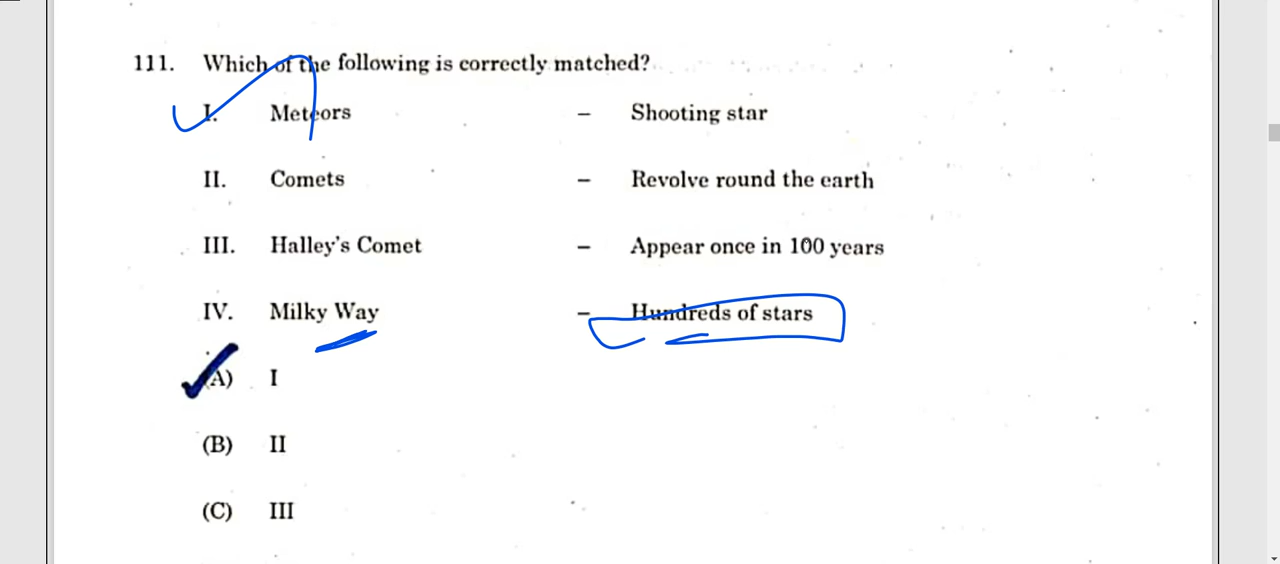 111. Which of the following is correctly matched?
I. Meteors – Shooting star
II. Comets – Revolve round the earth
III. Halley's Comet – Appear once in 100 years
IV. Milky Way – Hundreds of stars
(A) I
(B) II
(C) III